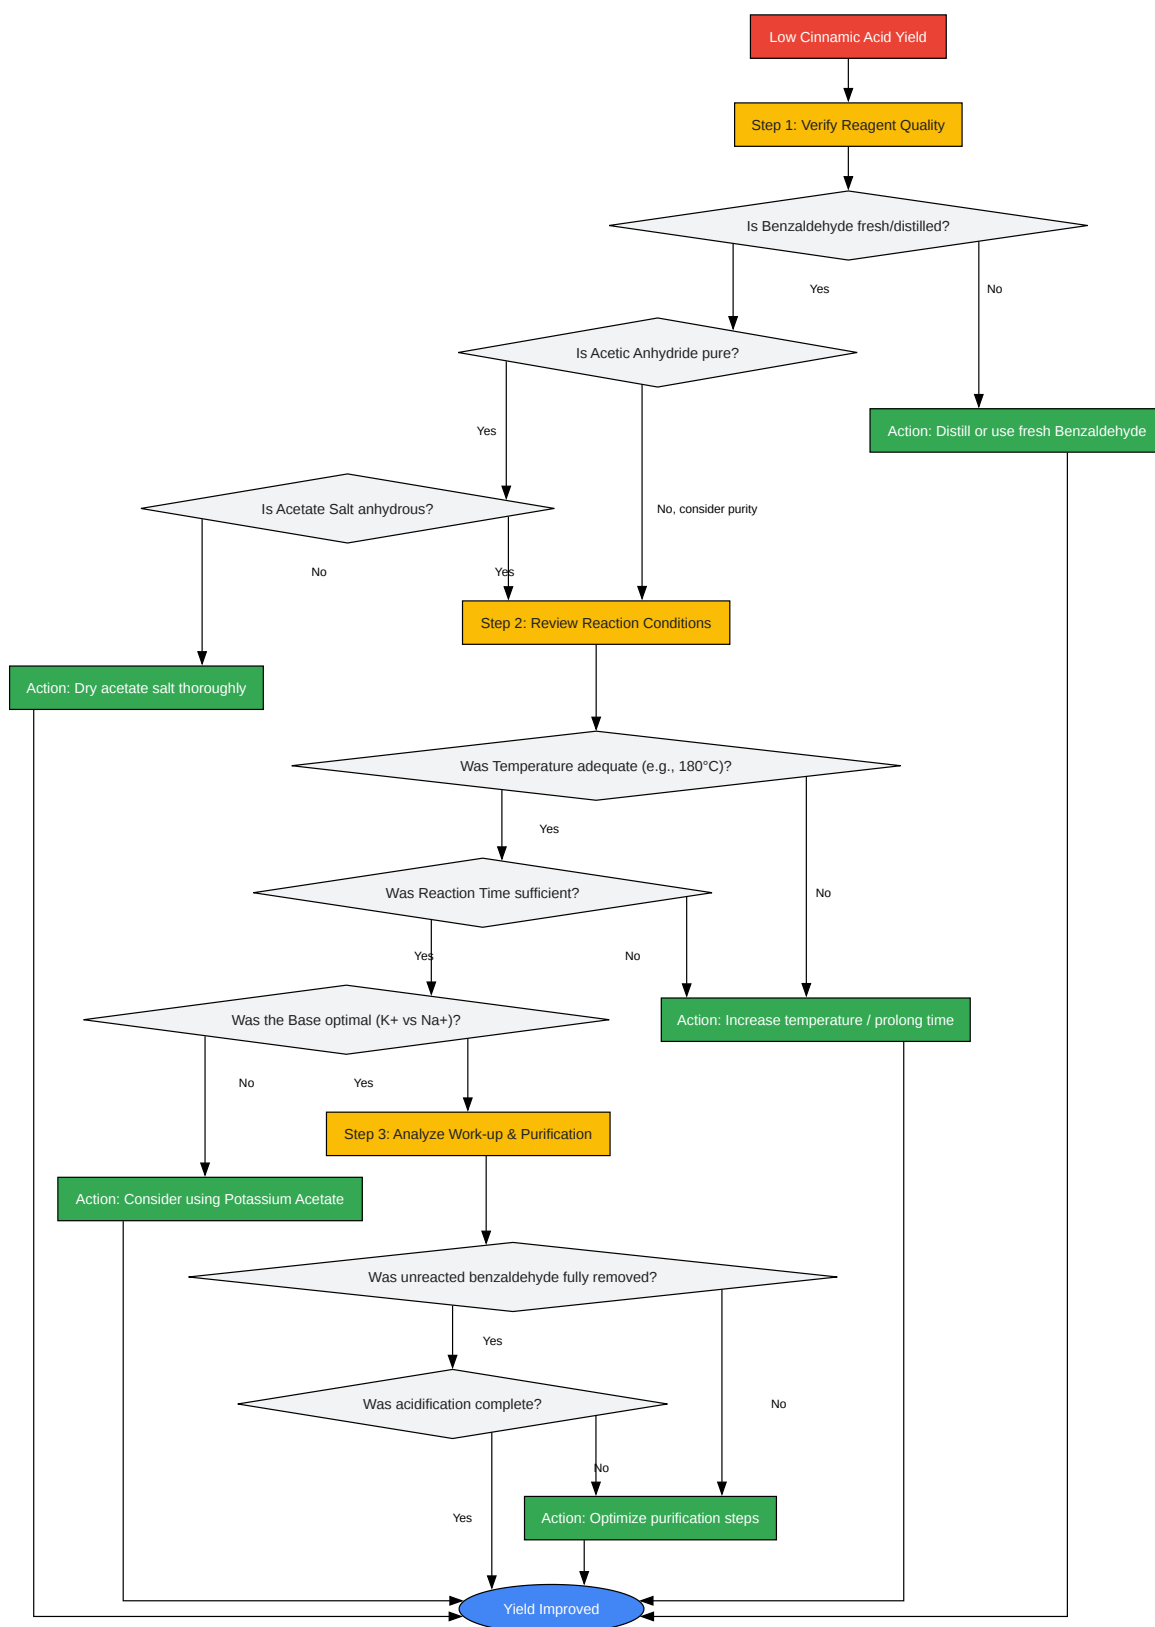 Low Cinnamic Acid Yield
Step 1: Verify Reagent Quality
Is Benzaldehyde fresh/distilled?
Yes
No
Is Acetic Anhydride pure?
Yes
Action: Distill or use fresh Benzaldehyde
Is Acetate Salt anhydrous?
No, consider purity
No
Yes
Step 2: Review Reaction Conditions
Action: Dry acetate salt thoroughly
Was Temperature adequate (e.g., 180°C)?
Yes
Was Reaction Time sufficient?
No
Yes
No
Was the Base optimal (K+ vs Na+)?
Action: Increase temperature / prolong time
No
Yes
Step 3: Analyze Work-up & Purification
Action: Consider using Potassium Acetate
Was unreacted benzaldehyde fully removed?
Yes
Was acidification complete?
No
No
Yes
Action: Optimize purification steps
Yield Improved